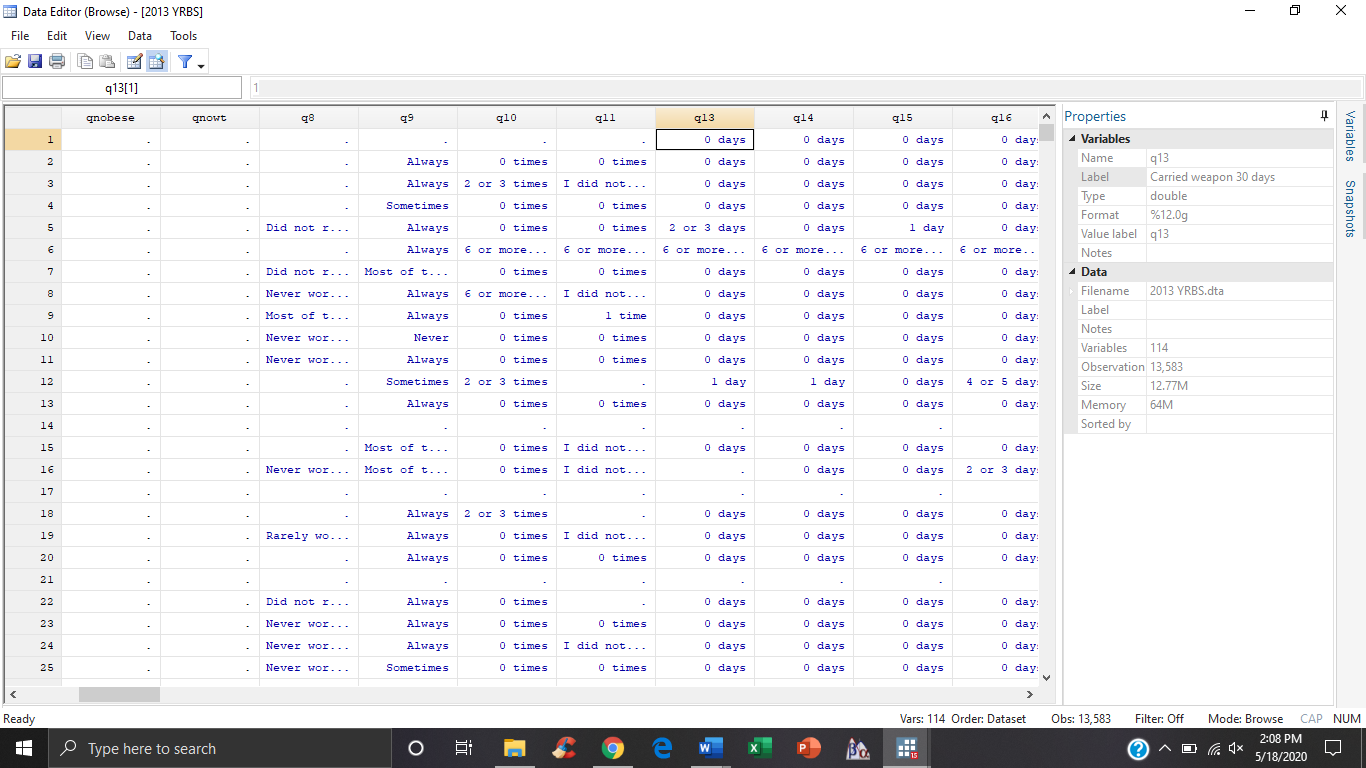 Data Editor (Browse) - [2013 YRBS]
File Edit View Data Tools
q13[1] 1
qnobese qnowt q8 q9 q10 q11 q13 q14 q15 q16
1 . . . . . . 0 days 0 days 0 days 0 day
2 . . . Always 0 times 0 times 0 days 0 days 0 days 0 day
3 . . . Always 2 or 3 times I did not... 0 days 0 days 0 days 0 day
4 . . . Sometimes 0 times 0 times 0 days 0 days 0 days 0 day
5 . . Did not r... Always 0 times 0 times 2 or 3 days 0 days 1 day 0 day
6 . . . Always 6 or more... 6 or more... 6 or more... 6 or more... 6 or more... 6 or more..
7 . . Did not r... Most of t... 0 times 0 times 0 days 0 days 0 days 0 day
8 . . Never wor... Always 6 or more... I did not... 0 days 0 days 0 days 0 day
9 . . Most of t... Always 0 times 1 time 0 days 0 days 0 days 0 day
10 . . Never wor... Never 0 times 0 times 0 days 0 days 0 days 0 day
11 . . Never wor... Always 0 times 0 times 0 days 0 days 0 days 0 day
12 . . . Sometimes 2 or 3 times . 1 day 1 day 0 days 4 or 5 day
13 . . . Always 0 times 0 times 0 days 0 days 0 days 0 day
14 . . . . . . . . .
15 . . . Most of t... 0 times I did not... 0 days 0 days 0 days 0 day
16 . . Never wor... Most of t... 0 times I did not... . 0 days 0 days 2 or 3 day
17 . . . . . . . . .
18 . . . Always 2 or 3 times . 0 days 0 days 0 days 0 day
19 . . Rarely wo... Always 0 times I did not... 0 days 0 days 0 days 0 day
20 . . . Always 0 times 0 times 0 days 0 days 0 days 0 day
21 . . . . . . . . .
22 . . Did not r... Always 0 times . 0 days 0 days 0 days 0 day
23 . . Never wor... Always 0 times 0 times 0 days 0 days 0 days 0 day
24 . . Never wor... Always 0 times I did not... 0 days 0 days 0 days 0 day
25 . . Never wor... Sometimes 0 times 0 times 0 days 0 days 0 days 0 day
Properties
Variables
Name q13
Label Carried weapon 30 days
Type double
Format %12.0g
Value label q13
Notes
Data
Filename 2013 YRBS.dta
Label
Notes
Variables 114
Observation 13,583
Size 12.77M
Memory 64M
Sorted by
Variables
Snapshots
Ready Vars: 114 Order: Dataset Obs: 13,583 Filter: Off Mode: Browse CAP NUM
Type here to search
2:08 PM
5/18/2020